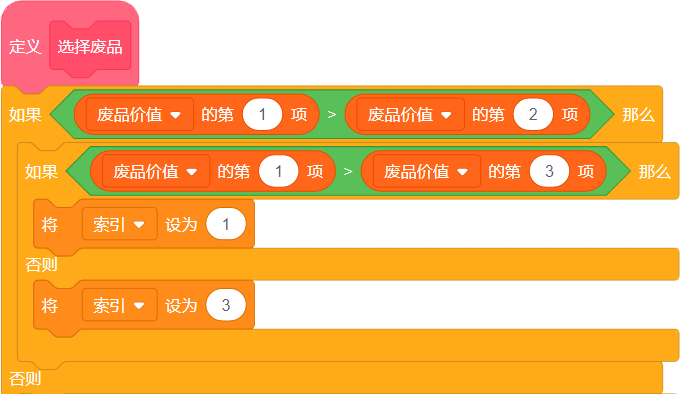 定义 选择废品
如果 废品价值 的第 1 项 > 废品价值 的第 2 项 那么
如果 废品价值 的第 1 项 > 废品价值 的第 3 项 那么
将 索引 设为 1
否则
将 索引 设为 3
否则